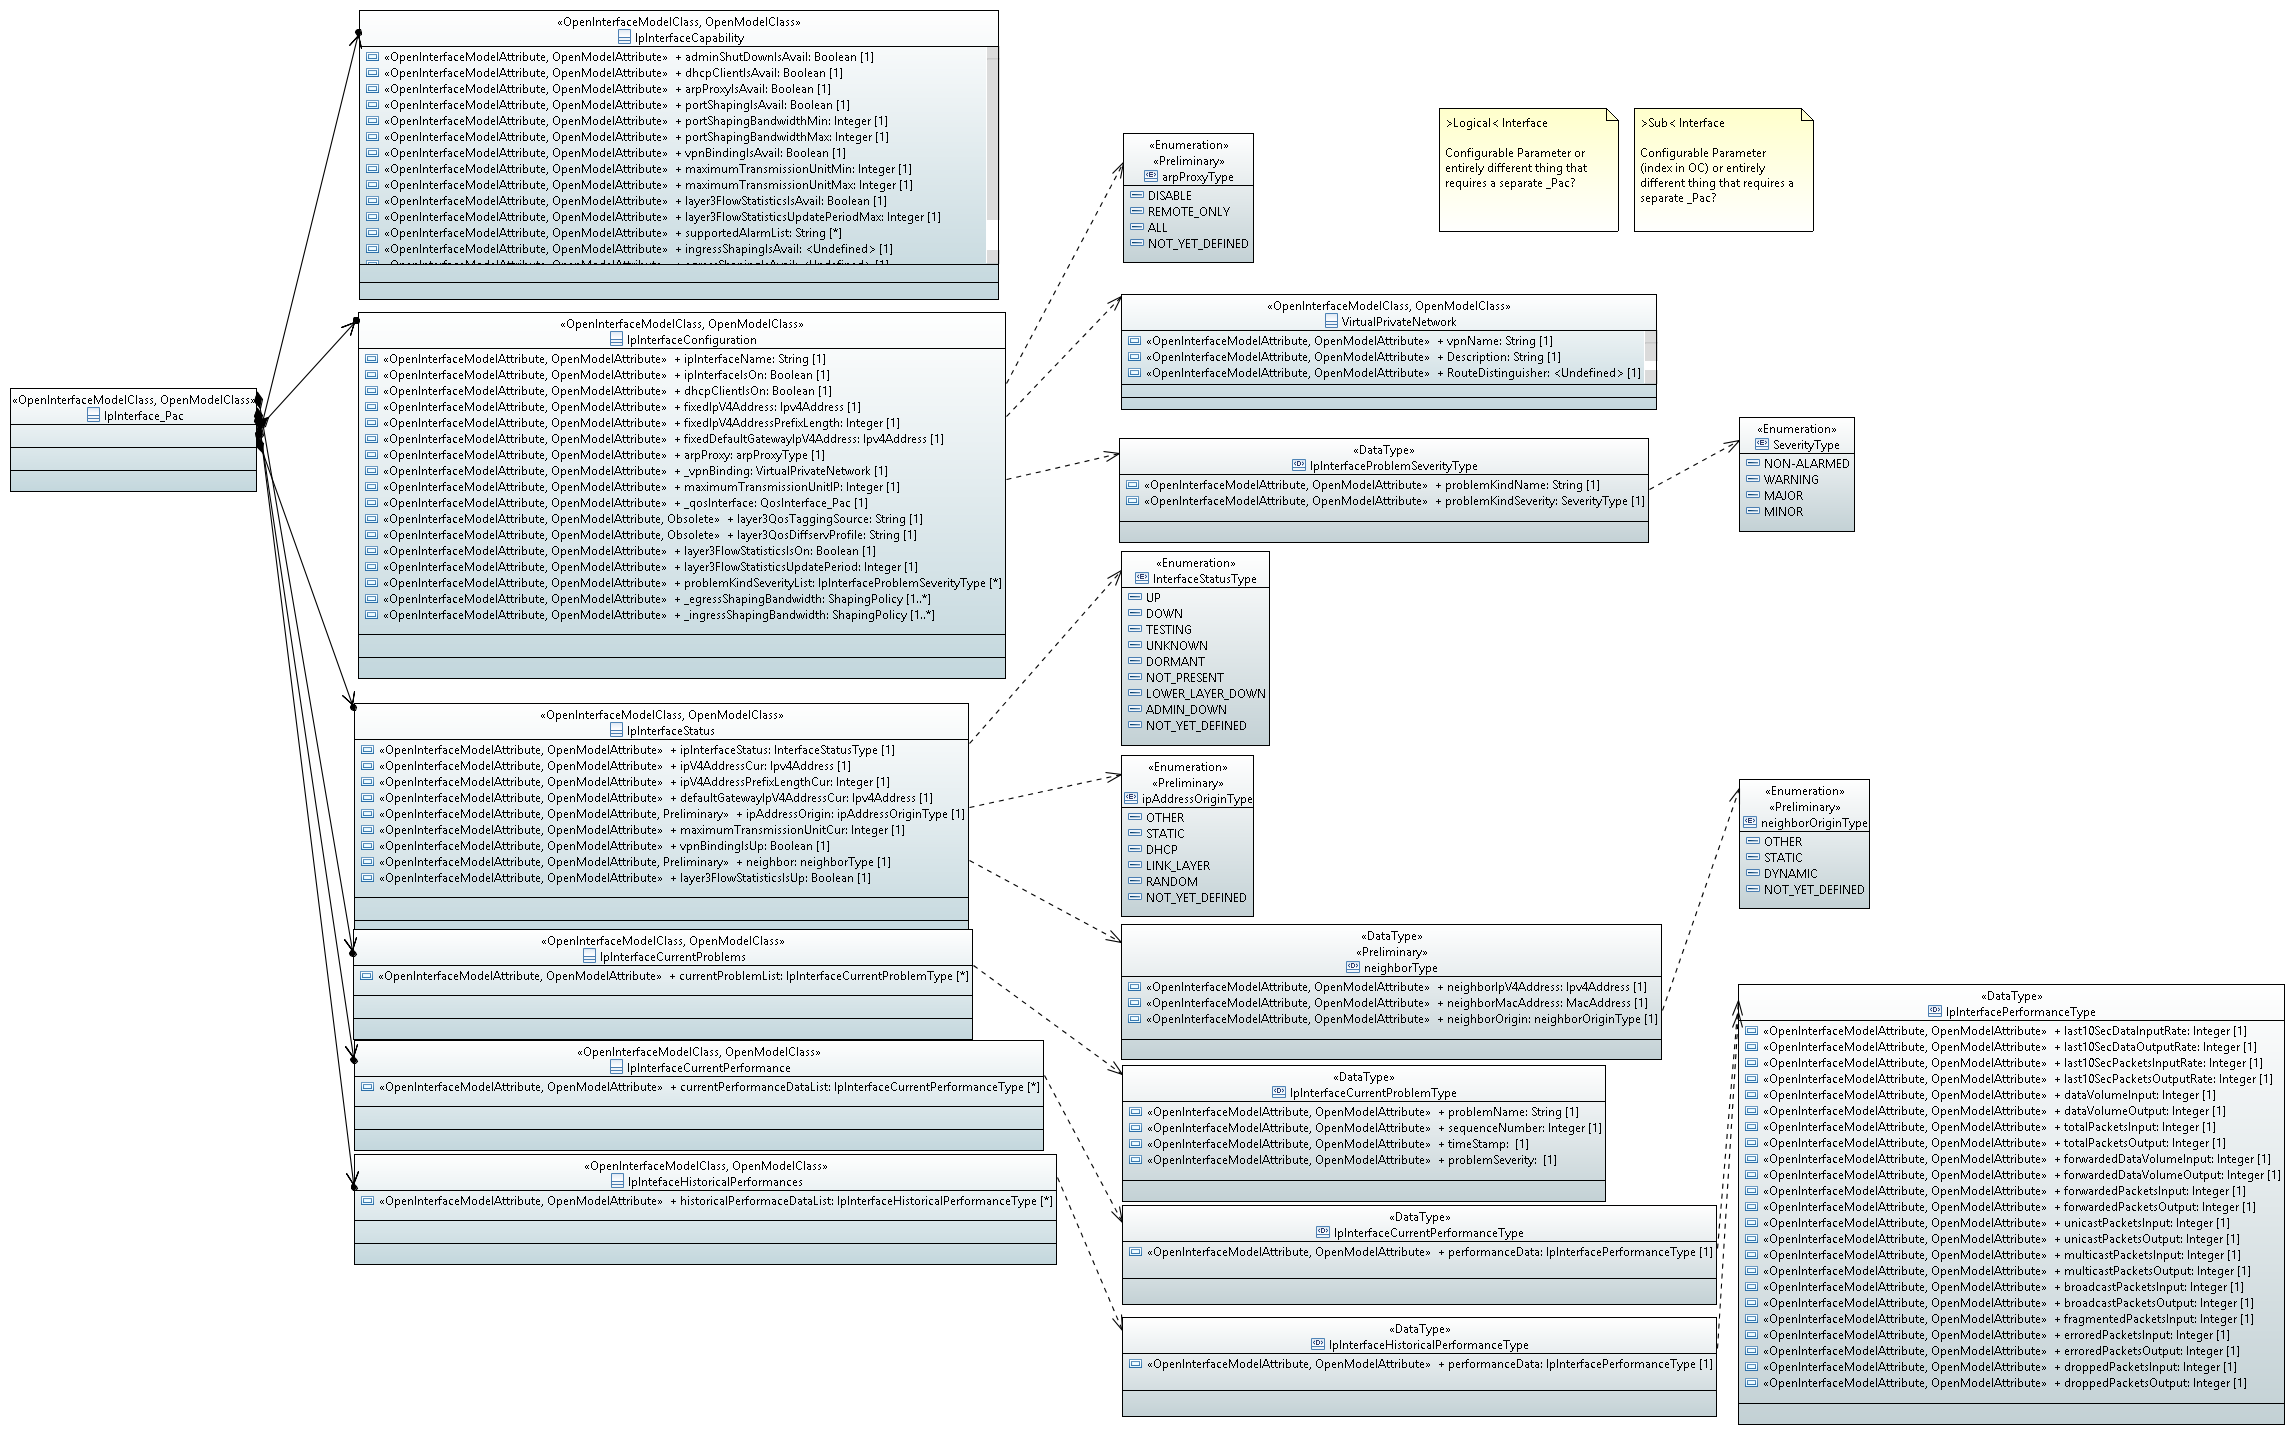 «OpenInterfaceModelClass, OpenModelClass»
IpInterface_Pac
«OpenInterfaceModelClass, OpenModelClass»
IpInterfaceCapability
«OpenInterfaceModelAttribute, OpenModelAttribute» + adminShutDownIsAvail: Boolean [1]
«OpenInterfaceModelAttribute, OpenModelAttribute» + dhcpClientIsAvail: Boolean [1]
«OpenInterfaceModelAttribute, OpenModelAttribute» + arpProxyIsAvail: Boolean [1]
«OpenInterfaceModelAttribute, OpenModelAttribute» + portShapingIsAvail: Boolean [1]
«OpenInterfaceModelAttribute, OpenModelAttribute» + portShapingBandwidthMin: Integer [1]
«OpenInterfaceModelAttribute, OpenModelAttribute» + portShapingBandwidthMax: Integer [1]
«OpenInterfaceModelAttribute, OpenModelAttribute» + vpnBindingIsAvail: Boolean [1]
«OpenInterfaceModelAttribute, OpenModelAttribute» + maximumTransmissionUnitMin: Integer [1]
«OpenInterfaceModelAttribute, OpenModelAttribute» + maximumTransmissionUnitMax: Integer [1]
«OpenInterfaceModelAttribute, OpenModelAttribute» + layer3FlowStatisticsIsAvail: Boolean [1]
«OpenInterfaceModelAttribute, OpenModelAttribute» + layer3FlowStatisticsUpdatePeriodMax: Integer [1]
«OpenInterfaceModelAttribute, OpenModelAttribute» + supportedAlarmList: String [*]
«OpenInterfaceModelAttribute, OpenModelAttribute» + ingressShapingIsAvail: <Undefined> [1]
«OpenInterfaceModelAttribute, OpenModelAttribute» + egressShapingIsAvail: <Undefined> [1]
«OpenInterfaceModelClass, OpenModelClass»
IpInterfaceConfiguration
«OpenInterfaceModelAttribute, OpenModelAttribute» + ipInterfaceName: String [1]
«OpenInterfaceModelAttribute, OpenModelAttribute» + ipInterfaceIsOn: Boolean [1]
«OpenInterfaceModelAttribute, OpenModelAttribute» + dhcpClientIsOn: Boolean [1]
«OpenInterfaceModelAttribute, OpenModelAttribute» + fixedIpV4Address: Ipv4Address [1]
«OpenInterfaceModelAttribute, OpenModelAttribute» + fixedIpV4AddressPrefixLength: Integer [1]
«OpenInterfaceModelAttribute, OpenModelAttribute» + fixedDefaultGatewayIpV4Address: Ipv4Address [1]
«OpenInterfaceModelAttribute, OpenModelAttribute» + arpProxy: arpProxyType [1]
«OpenInterfaceModelAttribute, OpenModelAttribute» + _vpnBinding: VirtualPrivateNetwork [1]
«OpenInterfaceModelAttribute, OpenModelAttribute» + maximumTransmissionUnitIP: Integer [1]
«OpenInterfaceModelAttribute, OpenModelAttribute» + _qosInterface: QosInterface_Pac [1]
«OpenInterfaceModelAttribute, OpenModelAttribute, Obsolete» + layer3QosTaggingSource: String [1]
«OpenInterfaceModelAttribute, OpenModelAttribute, Obsolete» + layer3QosDiffservProfile: String [1]
«OpenInterfaceModelAttribute, OpenModelAttribute» + layer3FlowStatisticsIsOn: Boolean [1]
«OpenInterfaceModelAttribute, OpenModelAttribute» + layer3FlowStatisticsUpdatePeriod: Integer [1]
«OpenInterfaceModelAttribute, OpenModelAttribute» + problemKindSeverityList: IpInterfaceProblemSeverityType [*]
«OpenInterfaceModelAttribute, OpenModelAttribute» + _egressShapingBandwidth: ShapingPolicy [1..*]
«OpenInterfaceModelAttribute, OpenModelAttribute» + _ingressShapingBandwidth: ShapingPolicy [1..*]
«OpenInterfaceModelClass, OpenModelClass»
IpInterfaceStatus
«OpenInterfaceModelAttribute, OpenModelAttribute» + ipInterfaceStatus: InterfaceStatusType [1]
«OpenInterfaceModelAttribute, OpenModelAttribute» + ipV4AddressCur: Ipv4Address [1]
«OpenInterfaceModelAttribute, OpenModelAttribute» + ipV4AddressPrefixLengthCur: Integer [1]
«OpenInterfaceModelAttribute, OpenModelAttribute» + defaultGatewayIpV4AddressCur: Ipv4Address [1]
«OpenInterfaceModelAttribute, OpenModelAttribute, Preliminary» + ipAddressOrigin: ipAddressOriginType [1]
«OpenInterfaceModelAttribute, OpenModelAttribute» + maximumTransmissionUnitCur: Integer [1]
«OpenInterfaceModelAttribute, OpenModelAttribute» + vpnBindingIsUp: Boolean [1]
«OpenInterfaceModelAttribute, OpenModelAttribute, Preliminary» + neighbor: neighborType [1]
«OpenInterfaceModelAttribute, OpenModelAttribute» + layer3FlowStatisticsIsUp: Boolean [1]
«OpenInterfaceModelClass, OpenModelClass»
IpInterfaceCurrentProblems
«OpenInterfaceModelAttribute, OpenModelAttribute» + currentProblemList: IpInterfaceCurrentProblemType [*]
«OpenInterfaceModelClass, OpenModelClass»
IpInterfaceCurrentPerformance
«OpenInterfaceModelAttribute, OpenModelAttribute» + currentPerformanceDataList: IpInterfaceCurrentPerformanceType [*]
«OpenInterfaceModelClass, OpenModelClass»
IpInterfaceHistoricalPerformances
«OpenInterfaceModelAttribute, OpenModelAttribute» + historicalPerformaceDataList: IpInterfaceHistoricalPerformanceType [*]
«Enumeration»
«Preliminary»
arpProxyType
DISABLE
REMOTE_ONLY
ALL
NOT_YET_DEFINED
>Logical< Interface
Configurable Parameter or
entirely different thing that
requires a separate _Pac?
>Sub< Interface
Configurable Parameter
(index in OC) or entirely
different thing that requires a
separate _Pac?
«OpenInterfaceModelClass, OpenModelClass»
VirtualPrivateNetwork
«OpenInterfaceModelAttribute, OpenModelAttribute» + vpnName: String [1]
«OpenInterfaceModelAttribute, OpenModelAttribute» + Description: String [1]
«OpenInterfaceModelAttribute, OpenModelAttribute» + RouteDistinguisher: <Undefined> [1]
«DataType»
IpInterfaceProblemSeverityType
«OpenInterfaceModelAttribute, OpenModelAttribute» + problemKindName: String [1]
«OpenInterfaceModelAttribute, OpenModelAttribute» + problemKindSeverity: SeverityType [1]
«Enumeration»
SeverityType
NON-ALARMED
WARNING
MAJOR
MINOR
«Enumeration»
InterfaceStatusType
UP
DOWN
TESTING
UNKNOWN
DORMANT
NOT_PRESENT
LOWER_LAYER_DOWN
ADMIN_DOWN
NOT_YET_DEFINED
«Enumeration»
«Preliminary»
ipAddressOriginType
OTHER
STATIC
DHCP
LINK_LAYER
RANDOM
NOT_YET_DEFINED
«Enumeration»
«Preliminary»
neighborOriginType
OTHER
STATIC
DYNAMIC
NOT_YET_DEFINED
«DataType»
«Preliminary»
neighborType
«OpenInterfaceModelAttribute, OpenModelAttribute» + neighborIpV4Address: Ipv4Address [1]
«OpenInterfaceModelAttribute, OpenModelAttribute» + neighborMacAddress: MacAddress [1]
«OpenInterfaceModelAttribute, OpenModelAttribute» + neighborOrigin: neighborOriginType [1]
«DataType»
IpInterfaceCurrentProblemType
«OpenInterfaceModelAttribute, OpenModelAttribute» + problemName: String [1]
«OpenInterfaceModelAttribute, OpenModelAttribute» + sequenceNumber: Integer [1]
«OpenInterfaceModelAttribute, OpenModelAttribute» + timeStamp: [1]
«OpenInterfaceModelAttribute, OpenModelAttribute» + problemSeverity: [1]
«DataType»
IpInterfaceCurrentPerformanceType
«OpenInterfaceModelAttribute, OpenModelAttribute» + performanceData: IpInterfacePerformanceType [1]
«DataType»
IpInterfaceHistoricalPerformanceType
«OpenInterfaceModelAttribute, OpenModelAttribute» + performanceData: IpInterfacePerformanceType [1]
«DataType»
IpInterfacePerformanceType
«OpenInterfaceModelAttribute, OpenModelAttribute» + last10SecDataInputRate: Integer [1]
«OpenInterfaceModelAttribute, OpenModelAttribute» + last10SecDataOutputRate: Integer [1]
«OpenInterfaceModelAttribute, OpenModelAttribute» + last10SecPacketsInputRate: Integer [1]
«OpenInterfaceModelAttribute, OpenModelAttribute» + last10SecPacketsOutputRate: Integer [1]
«OpenInterfaceModelAttribute, OpenModelAttribute» + dataVolumeInput: Integer [1]
«OpenInterfaceModelAttribute, OpenModelAttribute» + dataVolumeOutput: Integer [1]
«OpenInterfaceModelAttribute, OpenModelAttribute» + totalPacketsInput: Integer [1]
«OpenInterfaceModelAttribute, OpenModelAttribute» + totalPacketsOutput: Integer [1]
«OpenInterfaceModelAttribute, OpenModelAttribute» + forwardedDataVolumeInput: Integer [1]
«OpenInterfaceModelAttribute, OpenModelAttribute» + forwardedDataVolumeOutput: Integer [1]
«OpenInterfaceModelAttribute, OpenModelAttribute» + forwardedPacketsInput: Integer [1]
«OpenInterfaceModelAttribute, OpenModelAttribute» + forwardedPacketsOutput: Integer [1]
«OpenInterfaceModelAttribute, OpenModelAttribute» + unicastPacketsInput: Integer [1]
«OpenInterfaceModelAttribute, OpenModelAttribute» + unicastPacketsOutput: Integer [1]
«OpenInterfaceModelAttribute, OpenModelAttribute» + multicastPacketsInput: Integer [1]
«OpenInterfaceModelAttribute, OpenModelAttribute» + multicastPacketsOutput: Integer [1]
«OpenInterfaceModelAttribute, OpenModelAttribute» + broadcastPacketsInput: Integer [1]
«OpenInterfaceModelAttribute, OpenModelAttribute» + broadcastPacketsOutput: Integer [1]
«OpenInterfaceModelAttribute, OpenModelAttribute» + fragmentedPacketsInput: Integer [1]
«OpenInterfaceModelAttribute, OpenModelAttribute» + erroredPacketsInput: Integer [1]
«OpenInterfaceModelAttribute, OpenModelAttribute» + erroredPacketsOutput: Integer [1]
«OpenInterfaceModelAttribute, OpenModelAttribute» + droppedPacketsInput: Integer [1]
«OpenInterfaceModelAttribute, OpenModelAttribute» + droppedPacketsOutput: Integer [1]